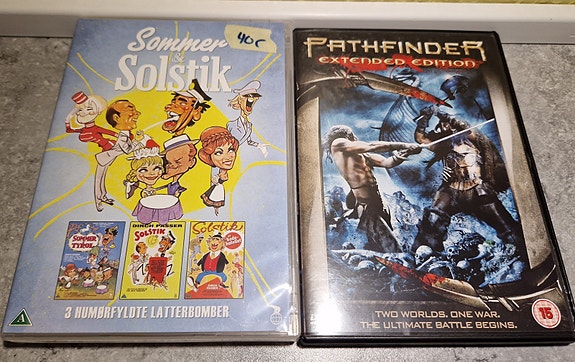 Sommer
&
Solstik
40C
SOMMER
TYROL
DIRCH PASSER
SOLSTIK
Solstik
3 HUMØRFYLDTE LATTERBOMBER
A
PATHFINDER
EXTENDED EDITION
TWO WORLDS. ONE WAR.
THE ULTIMATE BATTLE BEGINS.
15